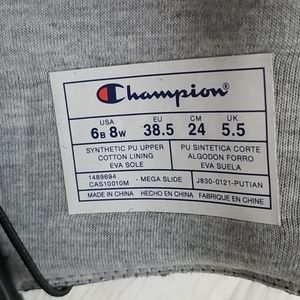 Champion
USA EU CM UK
6B 8W 38.5 24 5.5
SYNTHETIC PU UPPER PU SINTETICA CORTE
COTTON LINING ALGODON FORRO
EVA SOLE EVA SUELA
1489694
CAS10010M - MEGA SLIDE J830-0121-PUTIAN
MADE IN CHINA HECHO EN CHINA FABRIQUE EN CHINE